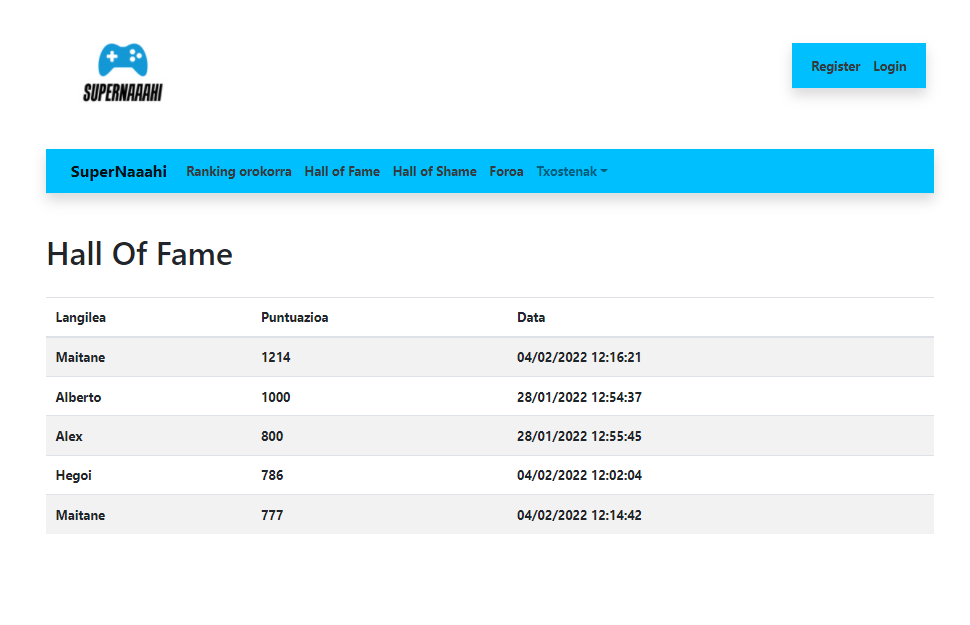 SUPERNAAAHI
Register Login
SuperNaaahi Ranking orokorra Hall of Fame Hall of Shame Foroa Txostenak
Hall Of Fame
Langilea Puntuazioa Data
Maitane 1214 04/02/2022 12:16:21
Alberto 1000 28/01/2022 12:54:37
Alex 800 28/01/2022 12:55:45
Hegoi 786 04/02/2022 12:02:04
Maitane 777 04/02/2022 12:14:42